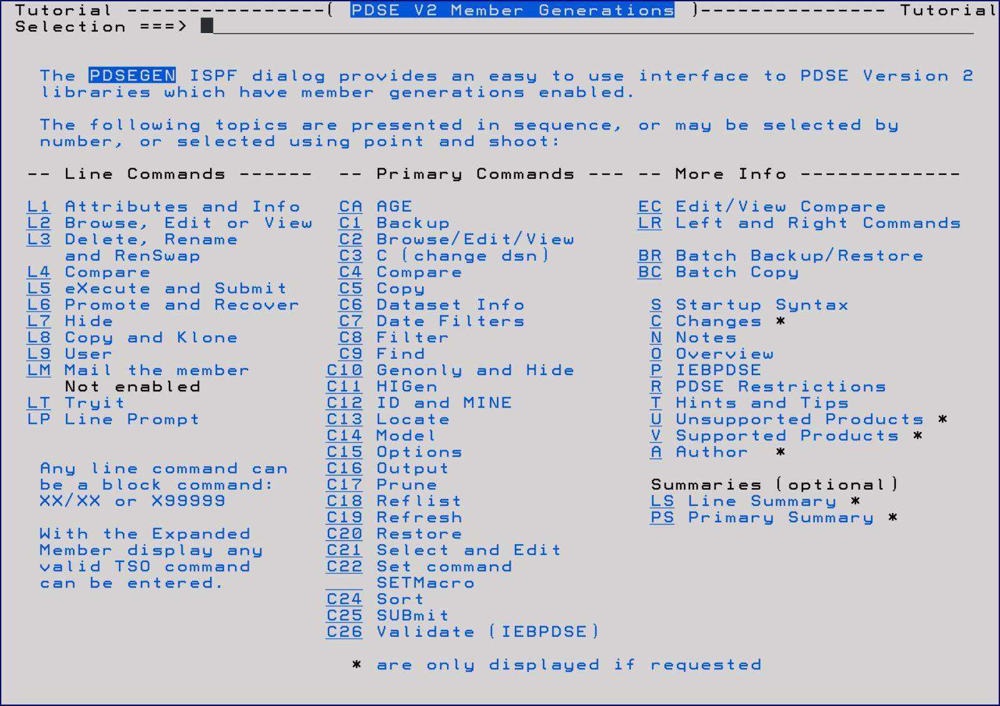 Tutorial ----------------( PDSE V2 Member Generations )--------------- Tutorial
Selection ===>
The PDSEGEN ISPF dialog provides an easy to use interface to PDSE Version 2
libraries which have member generations enabled.
The following topics are presented in sequence, or may be selected by
number, or selected using point and shoot:
-- Line Commands ------  -- Primary Commands --- -- More Info -------------
L1 Attributes and Info   CA AGE                  EC Edit/View Compare
L2 Browse, Edit or View  C1 Backup               LR Left and Right Commands
L3 Delete, Rename        C2 Browse/Edit/View
   and RenSwap           C3 C (change dsn)       BR Batch Backup/Restore
L4 Compare               C4 Compare              BC Batch Copy
L5 eXecute and Submit    C5 Copy
L6 Promote and Recover   C6 Dataset Info          S Startup Syntax
L7 Hide                  C7 Date Filters          C Changes *
L8 Copy and Klone        C8 Filter                N Notes
L9 User                  C9 Find                  O Overview
LM Mail the member      C10 Genonly and Hide      P IEBPDSE
   Not enabled          C11 HIGen                 R PDSE Restrictions
LT Tryit                C12 ID and MINE           T Hints and Tips
LP Line Prompt          C13 Locate                U Unsupported Products *
                        C14 Model                 V Supported Products *
                        C15 Options               A Author  *
 Any line command can   C16 Output
 be a block command:    C17 Prune                 Summaries (optional)
 XX/XX or X99999        C18 Reflist               LS Line Summary *
                        C19 Refresh               PS Primary Summary *
 With the Expanded      C20 Restore
 Member display any     C21 Select and Edit
 valid TSO command      C22 Set command
 can be entered.            SETMacro
                        C24 Sort
                        C25 SUBmit
                        C26 Validate (IEBPDSE)
* are only displayed if requested